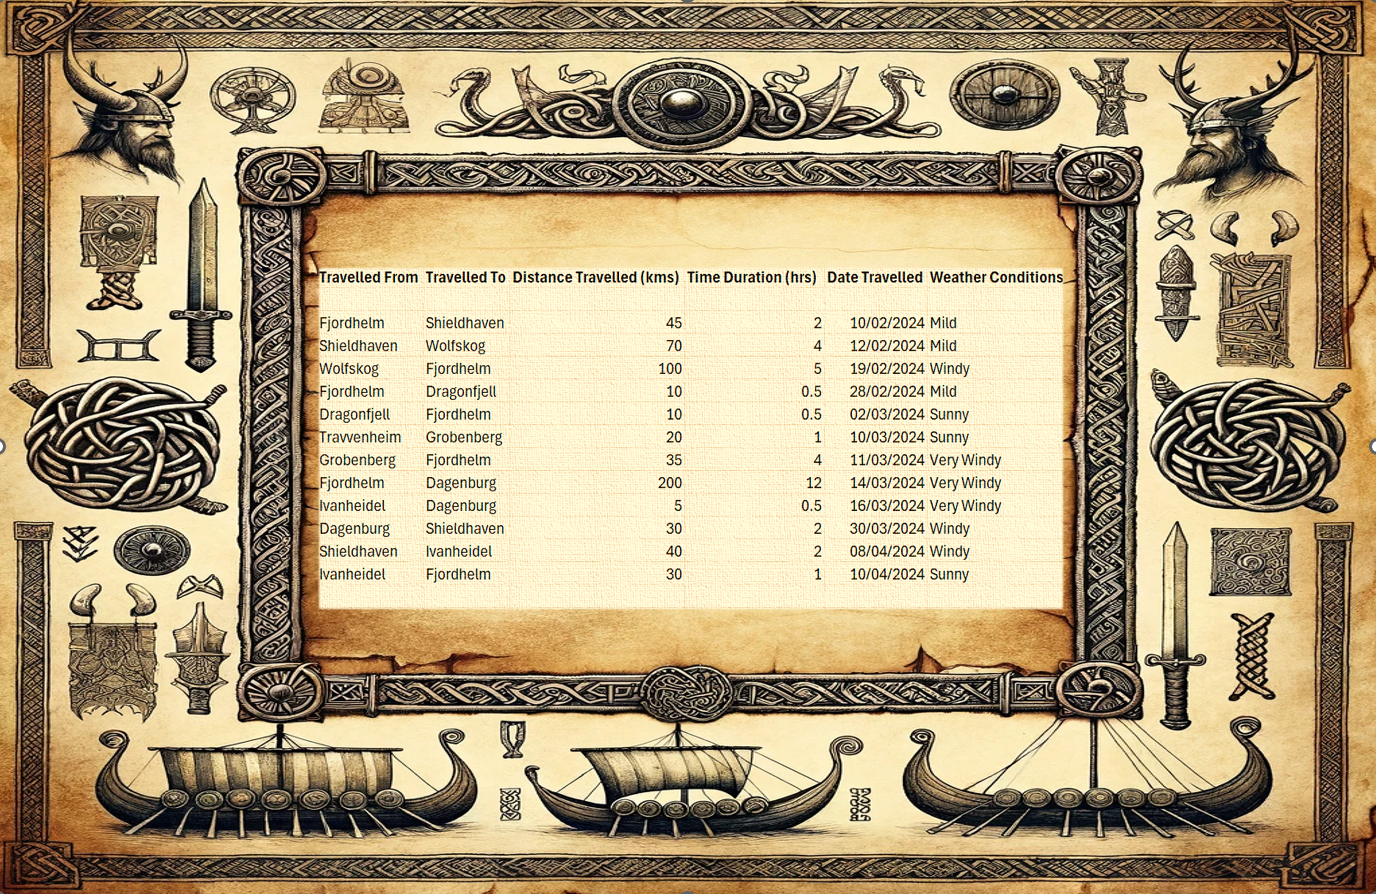 Travelled From Travelled To Distance Travelled (kms) Time Duration (hrs) Date Travelled Weather Conditions
Fjordhelm Shieldhaven 45 2 10/02/2024 Mild
Shieldhaven Wolfskog 70 4 12/02/2024 Mild
Wolfskog Fjordhelm 100 5 19/02/2024 Windy
Fjordhelm Dragonfjell 10 0.5 28/02/2024 Mild
Dragonfjell Fjordhelm 10 0.5 02/03/2024 Sunny
Travvenheim Grobenberg 20 1 10/03/2024 Sunny
Grobenberg Fjordhelm 35 4 11/03/2024 Very Windy
Fjordhelm Dagenburg 200 12 14/03/2024 Very Windy
Ivanheidel Dagenburg 5 0.5 16/03/2024 Very Windy
Dagenburg Shieldhaven 30 2 30/03/2024 Windy
Shieldhaven Ivanheidel 40 2 08/04/2024 Windy
Ivanheidel Fjordhelm 30 1 10/04/2024 Sunny